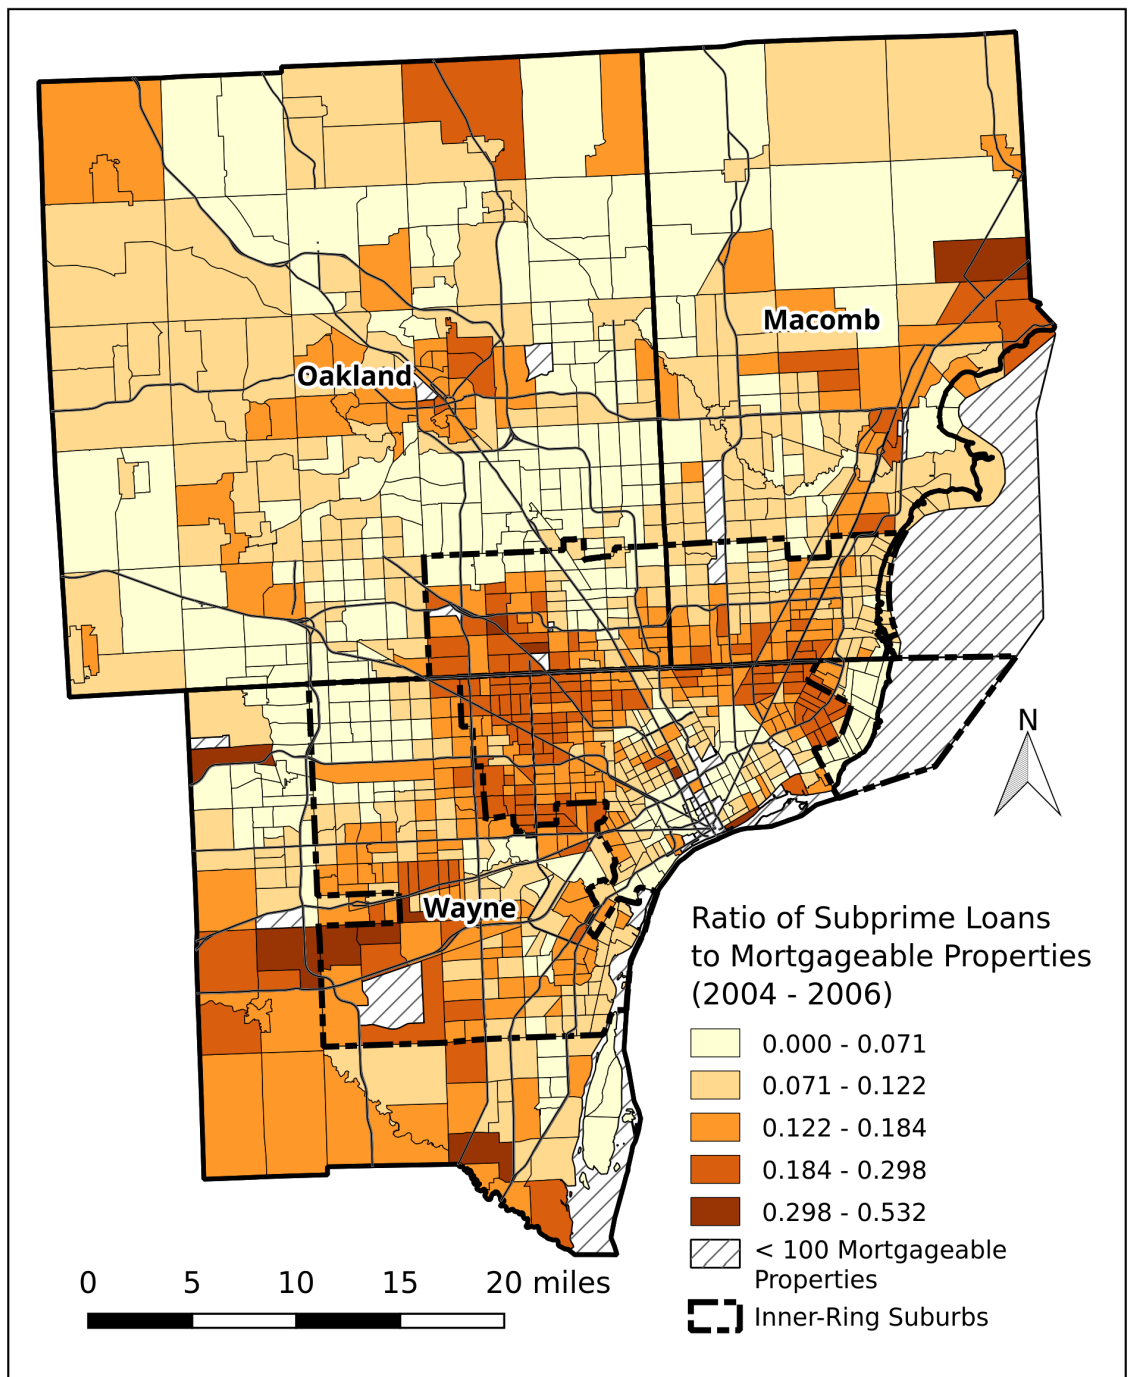 Macomb
Oakland
N
Wayne
Ratio of Subprime Loans
to Mortgageable Properties
(2004 - 2006)
0.000 - 0.071
0.071 - 0.122
0.122 - 0.184
0.184 - 0.298
0.298 - 0.532
< 100 Mortgageable
Properties
Inner-Ring Suburbs
0 5 10 15 20 miles